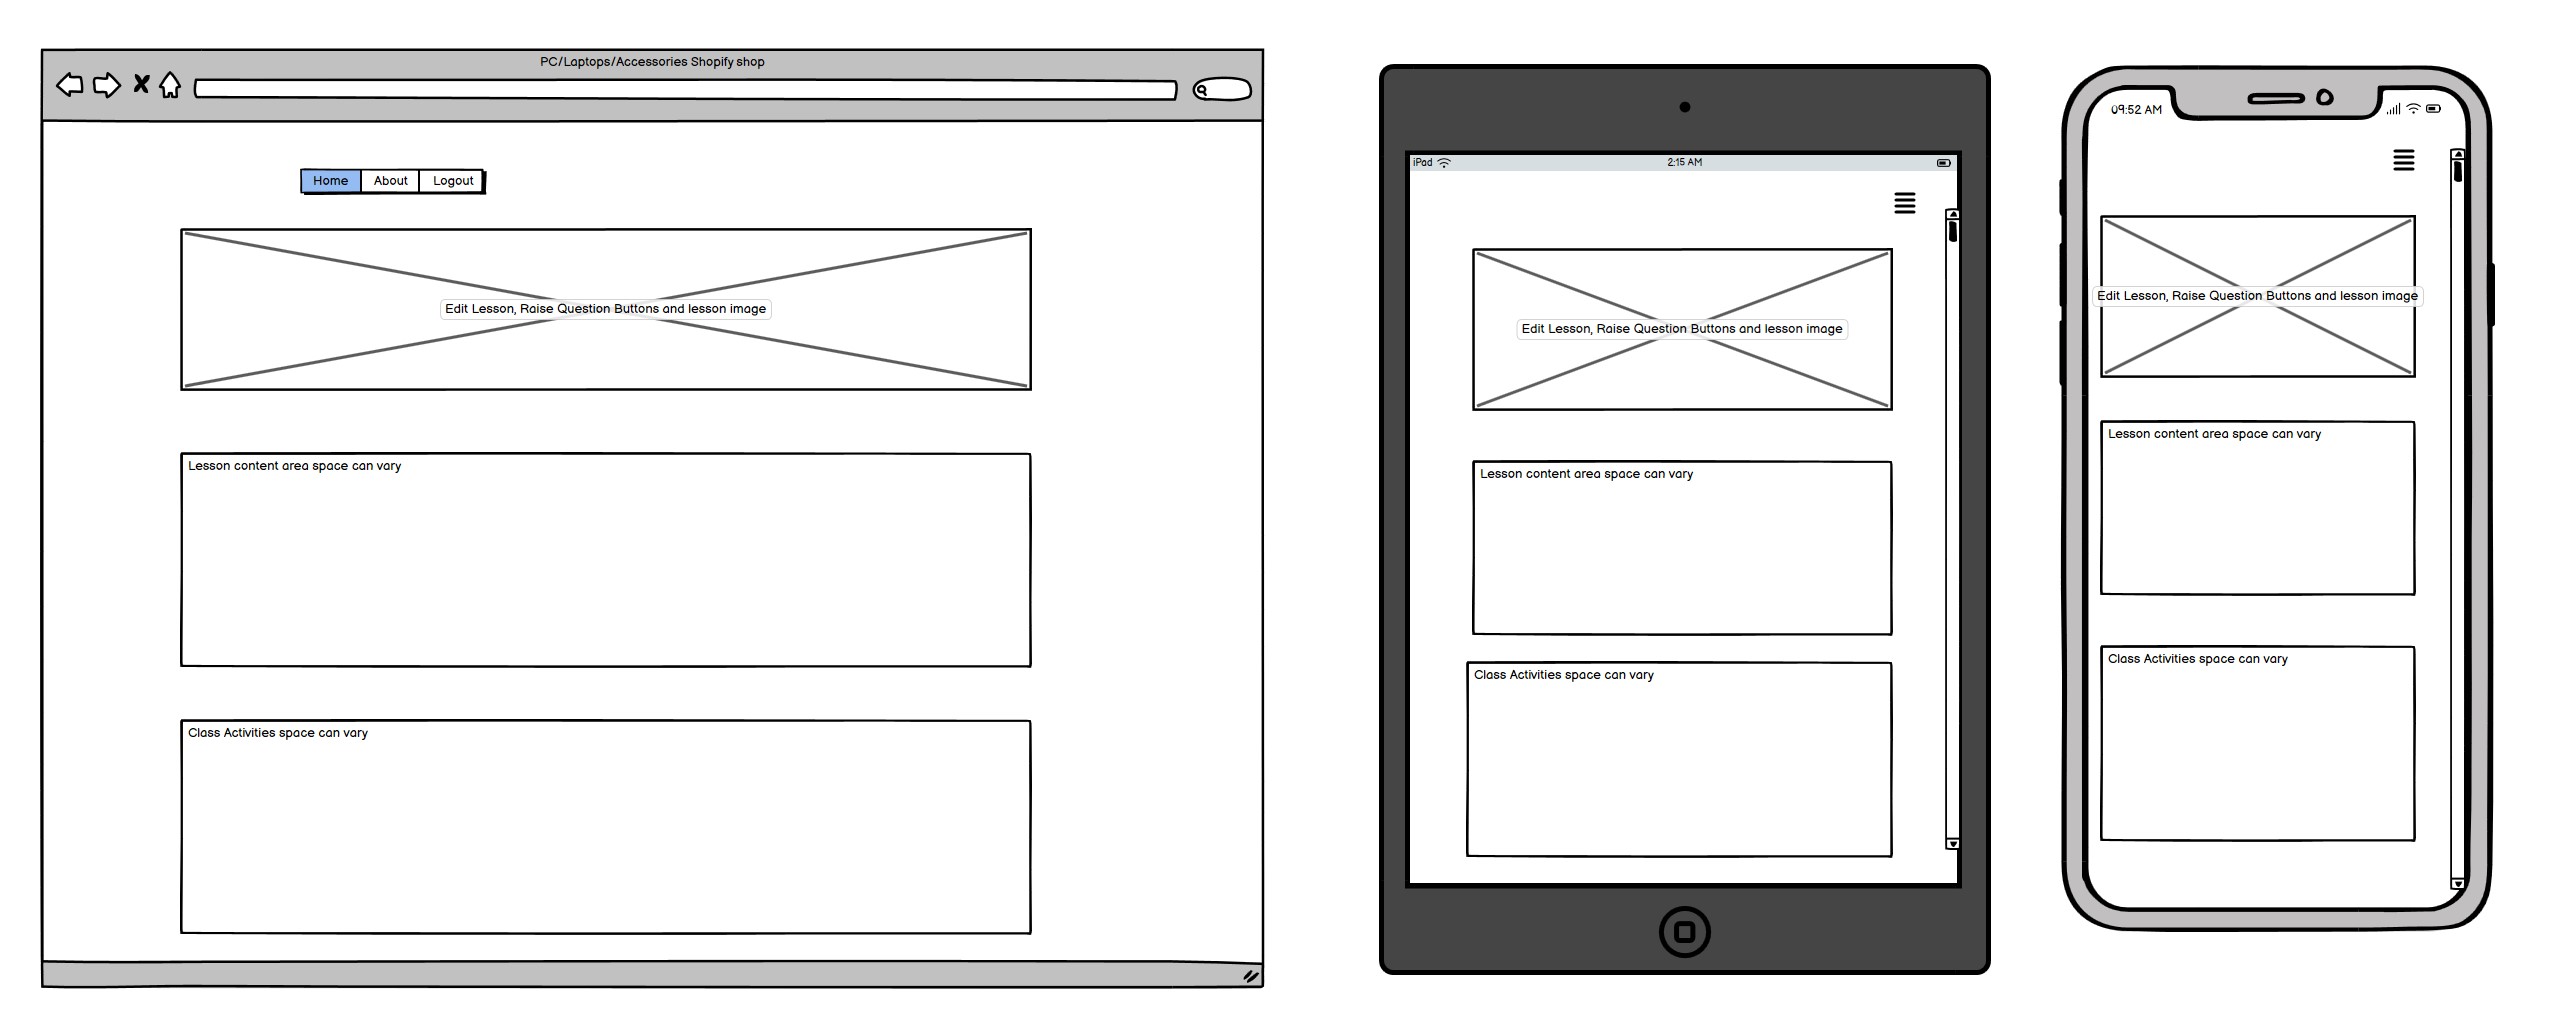 PC/Laptops/Accessories Shopify shop
Home About Logout
Edit Lesson, Raise Question Buttons and lesson image
Lesson content area space can vary
Class Activities space can vary
iPad 2:15 AM
Edit Lesson, Raise Question Buttons and lesson image
Lesson content area space can vary
Class Activities space can vary
09:52 AM
Edit Lesson, Raise Question Buttons and lesson image
Lesson content area space can vary
Class Activities space can vary